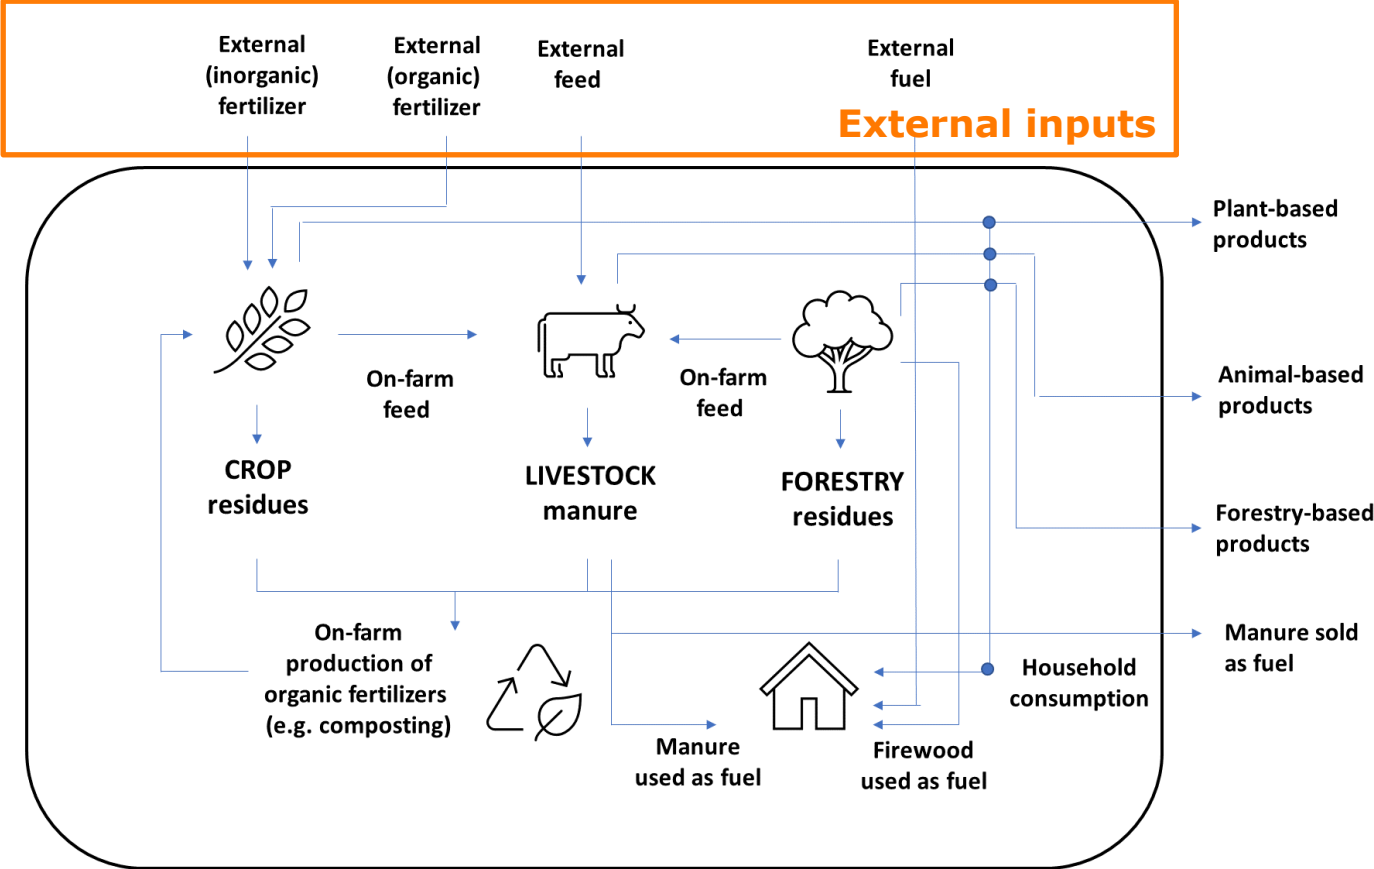 External
(inorganic)
fertilizer
External
(organic)
fertilizer
External
feed
External
fuel
External inputs
Plant-based
products
On-farm
feed
On-farm
feed
Animal-based
products
CROP
residues
LIVESTOCK
manure
FORESTRY
residues
Forestry-based
products
On-farm
production of
organic fertilizers
(e.g. composting)
Manure sold
as fuel
Household
consumption
Manure
used as fuel
Firewood
used as fuel